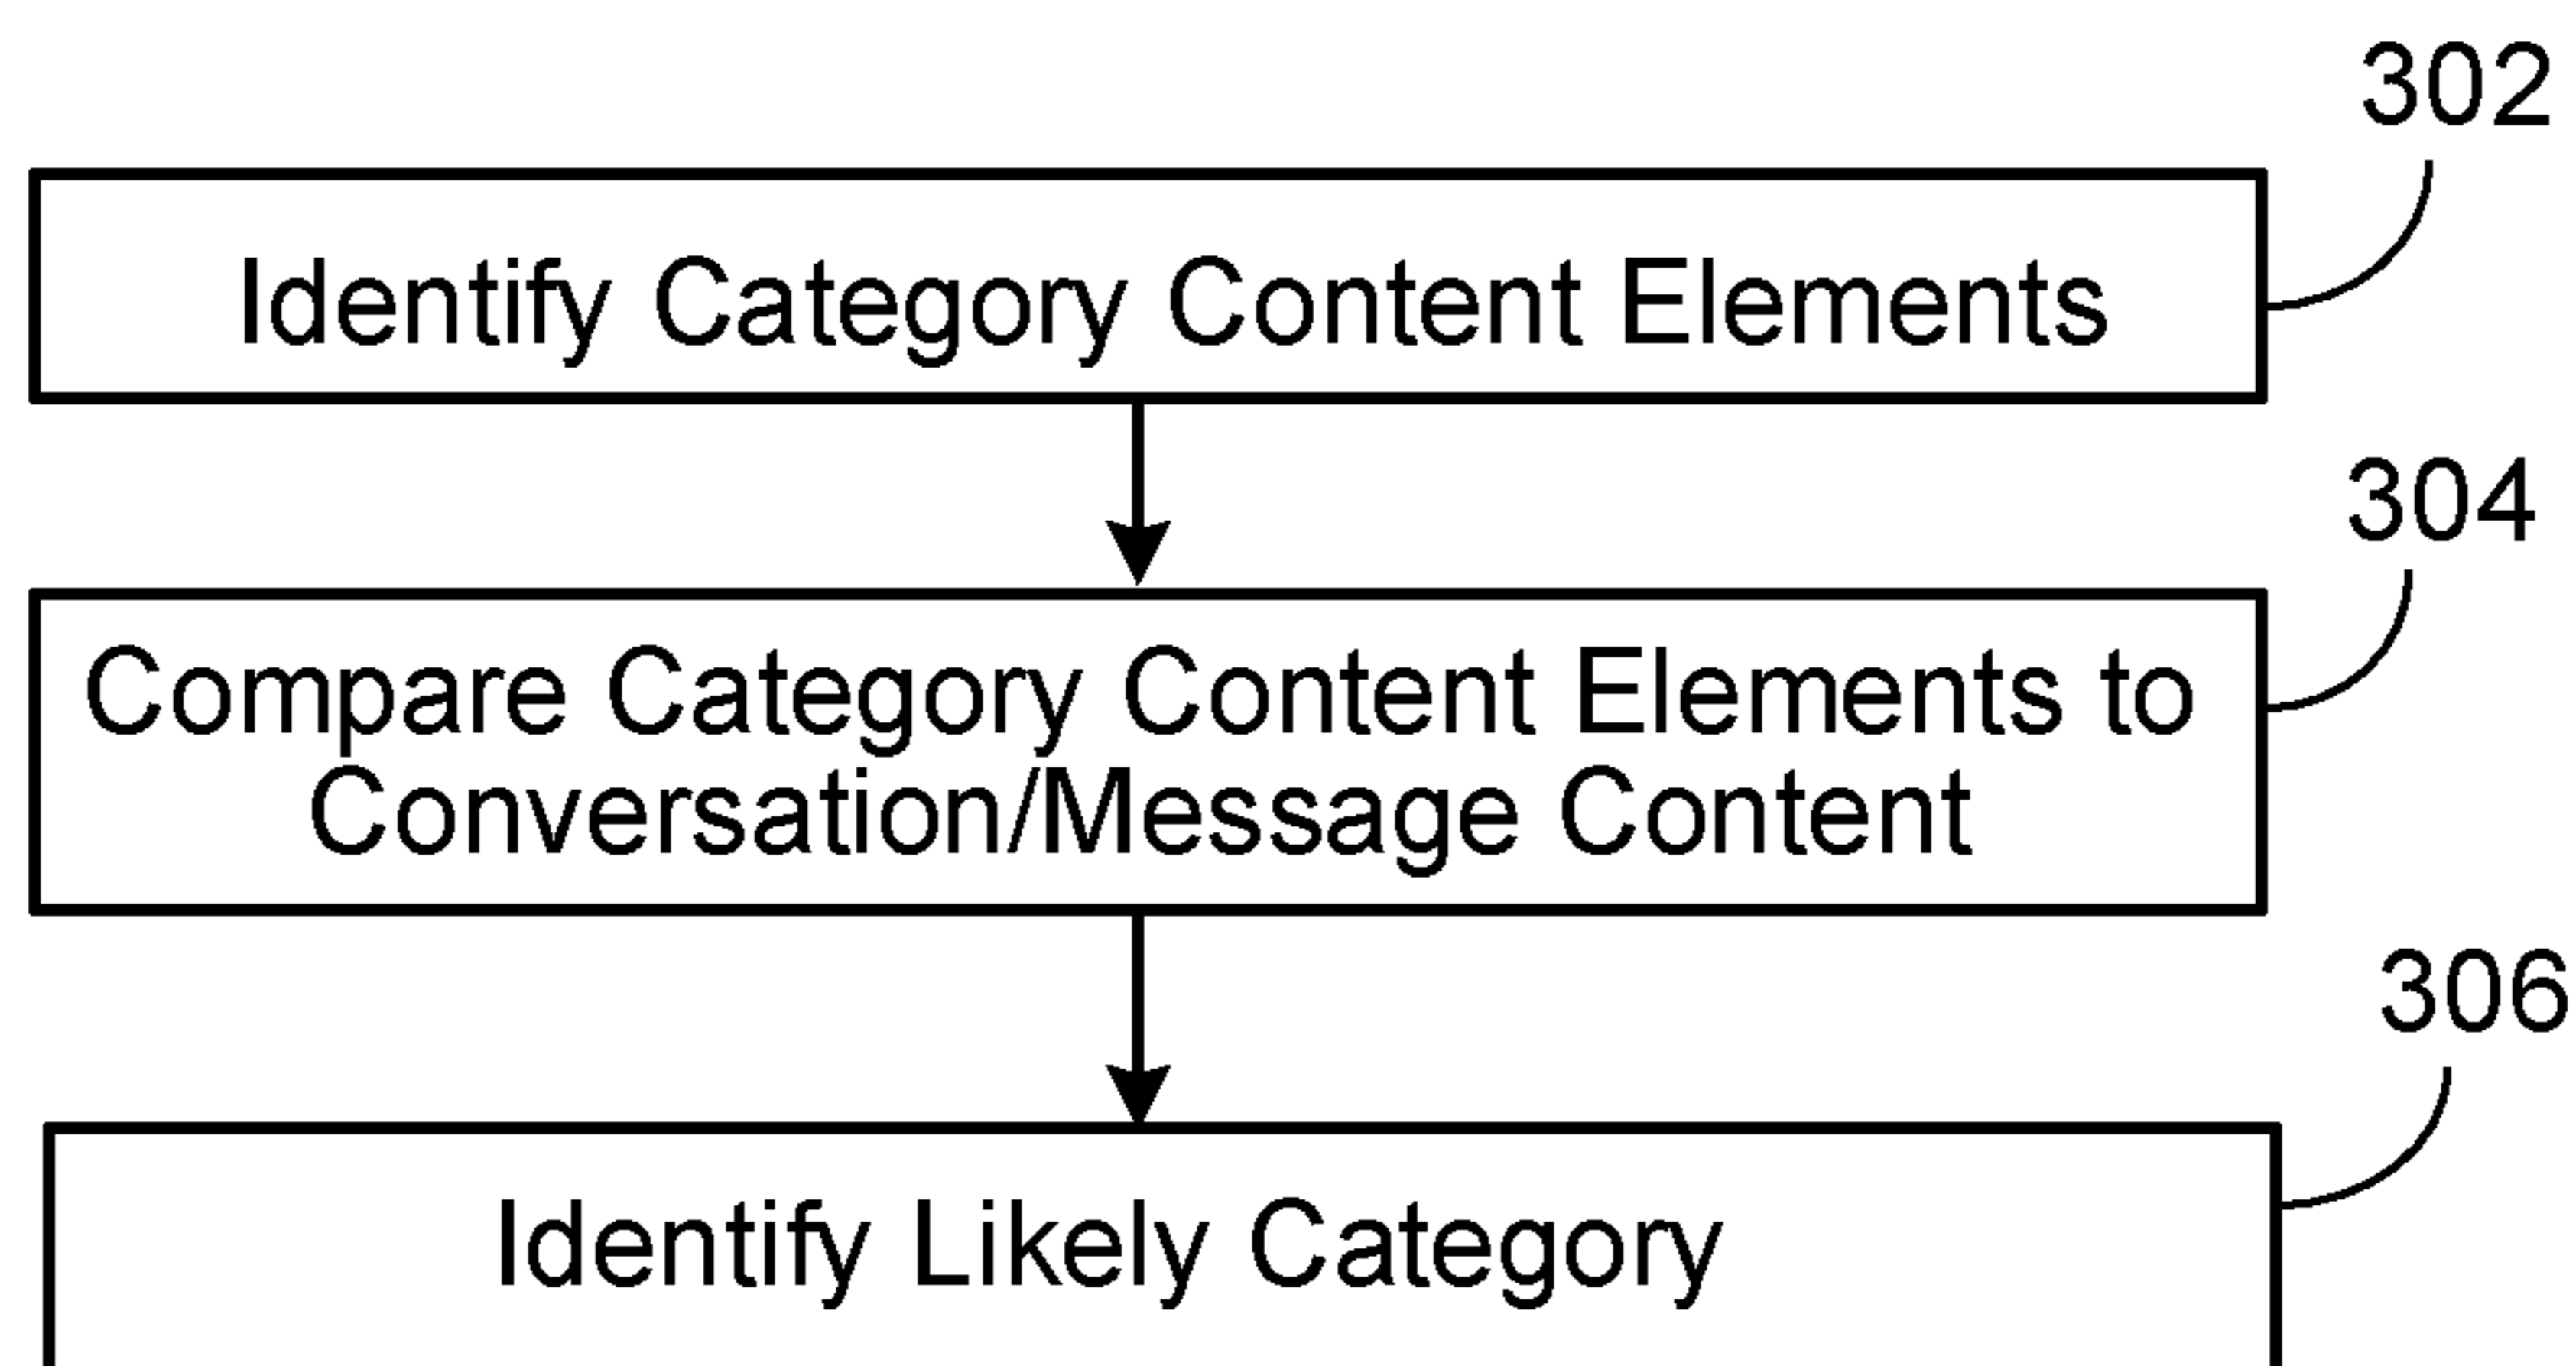 302
Identify Category Content Elements
304
Compare Category Content Elements to
Conversation/Message Content
306
Identify Likely Category